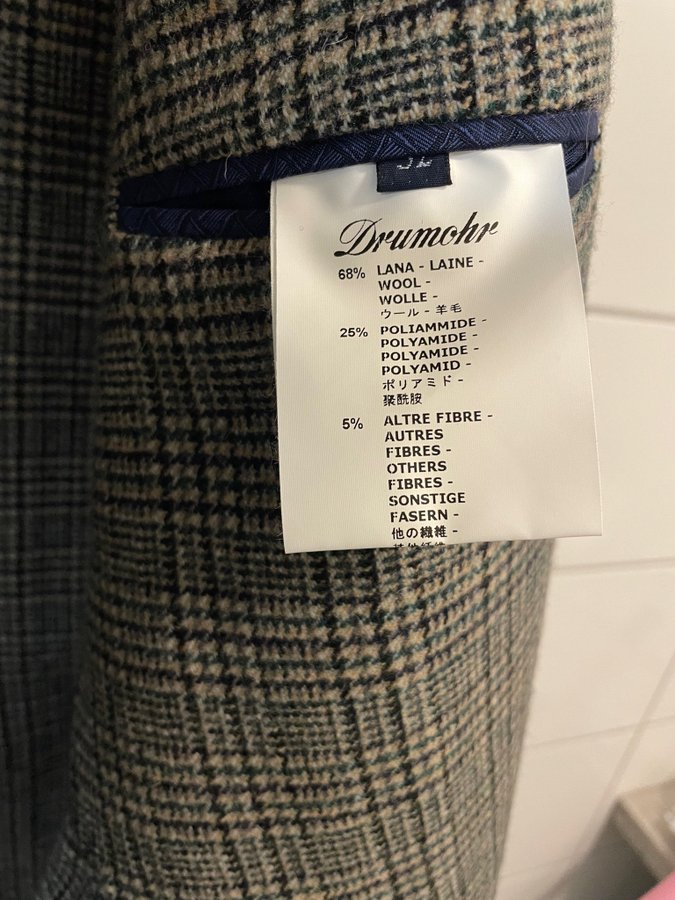 Drumohr
68% LANA - LAINE -
WOOL -
WOLLE -
ウール - 羊毛
25% POLIAMMIDE -
POLYAMIDE -
POLYAMIDE -
POLYAMID -
ポリアミド -
聚酰胺
5% ALTRE FIBRE -
AUTRES
FIBRES -
OTHERS
FIBRES -
SONSTIGE
FASERN -
他の繊維 -